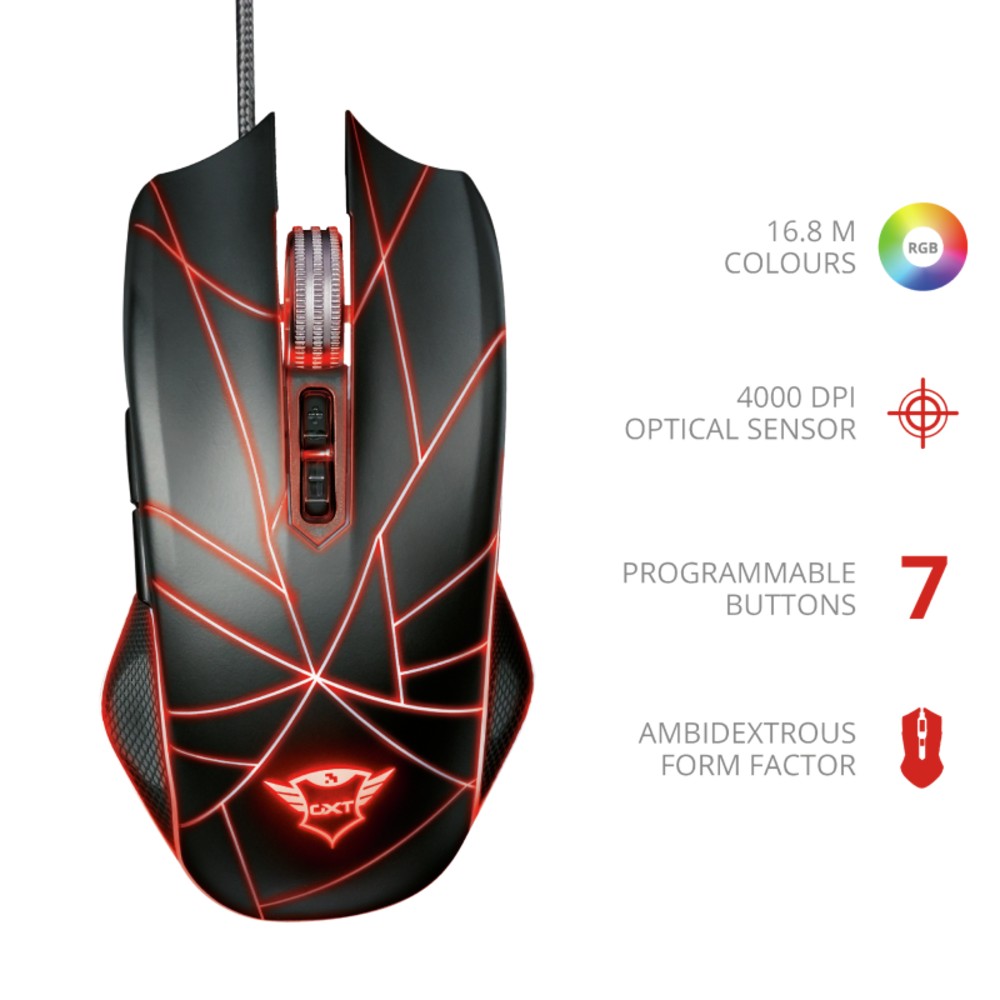 16.8 M
COLOURS
RGB
4000 DPI
OPTICAL SENSOR
PROGRAMMABLE
BUTTONS
7
AMBIDEXTROUS
FORM FACTOR
GXT